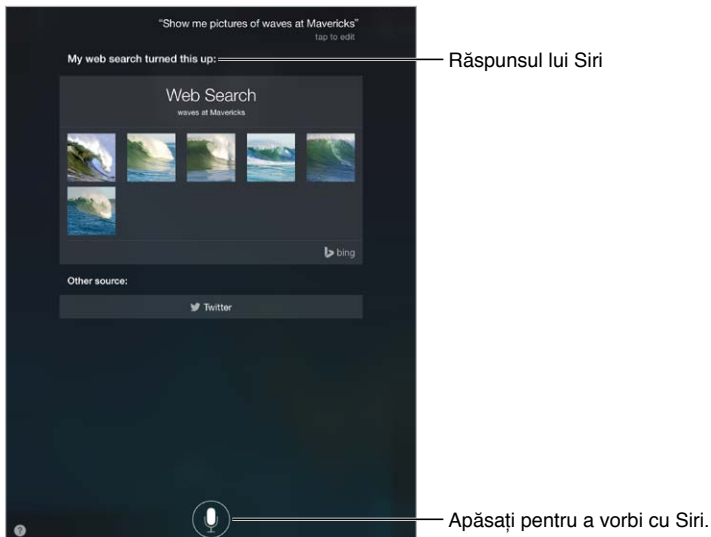 “Show me pictures of waves at Mavericks”
tap to edit
My web search turned this up:
Răspunsul lui Siri
Web Search
waves at Mavericks
bing
Other source:
Twitter
?
Apăsați pentru a vorbi cu Siri.